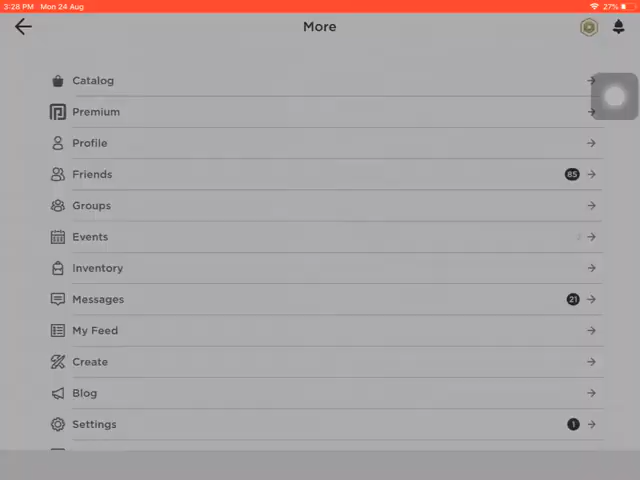 3:28 PM Mon 24 Aug 27%
More
Catalog
Premium
Profile
Friends 85
Groups
Events
Inventory
Messages 21
My Feed
Create
Blog
Settings 1